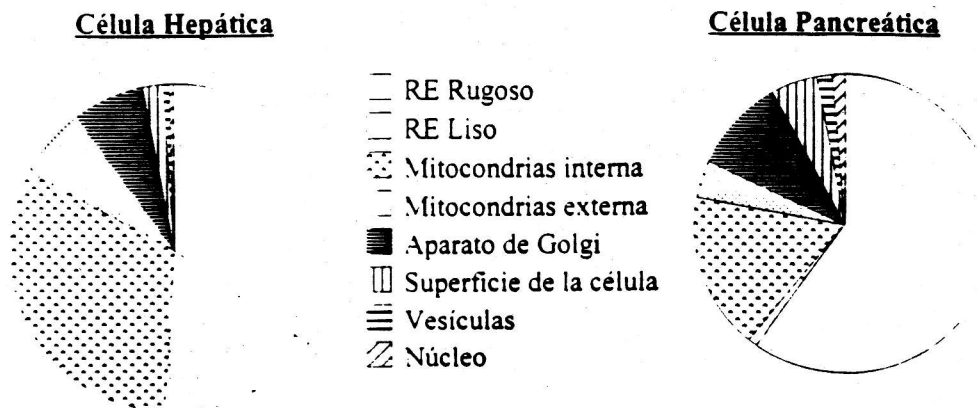 Célula Hepática
Célula Pancreática
RE Rugoso
RE Liso
Mitocondrias interna
Mitocondrias externa
Aparato de Golgi
Superficie de la célula
Vesículas
Núcleo